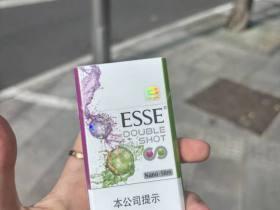 ESSE
DOUBLE
SHOT
Nano-Slim
本公司提示